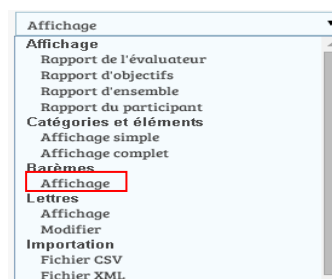 Affichage
Affichage
Rapport de l'évaluateur
Rapport d'objectifs
Rapport d'ensemble
Rapport du participant
Catégories et éléments
Affichage simple
Affichage complet
Barèmes
Affichage
Lettres
Affichage
Modifier
Importation
Fichier CSV
Fichier XML